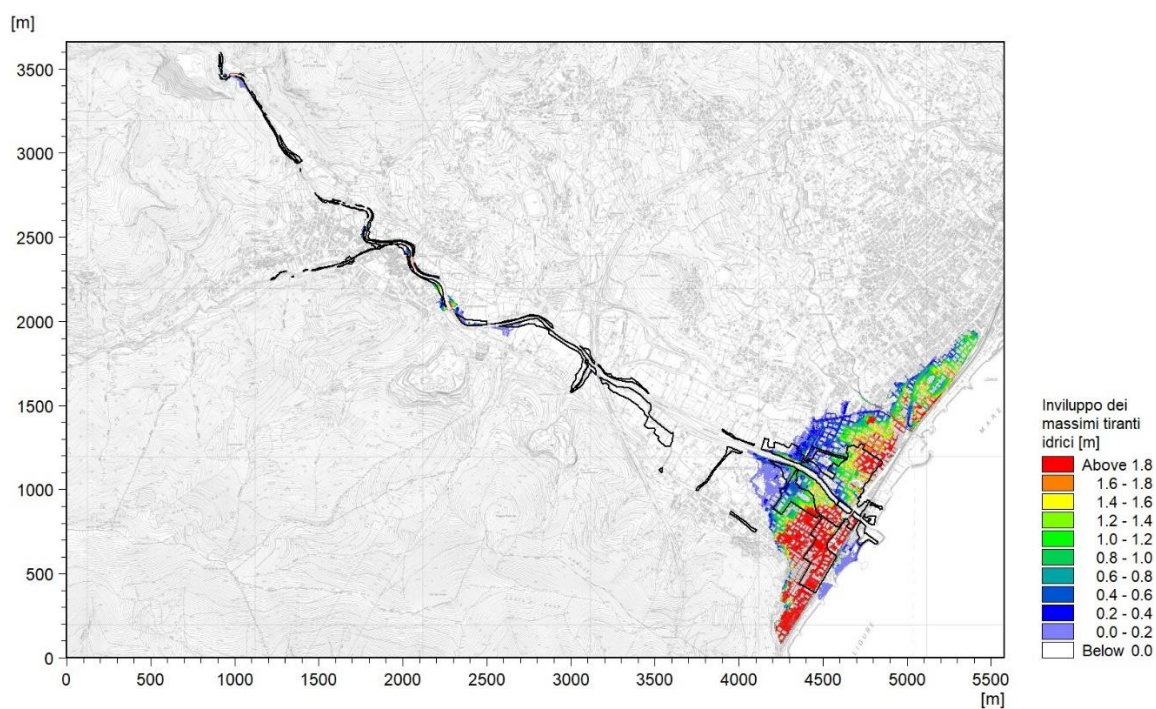 [m]
3500
3000
2500
2000
1500
1000
500
0
0 500 1000 1500 2000 2500 3000 3500 4000 4500 5000 5500
[m]
Inviluppo dei
massimi tiranti
idrici [m]
Above 1.8
1.6 - 1.8
1.4 - 1.6
1.2 - 1.4
1.0 - 1.2
0.8 - 1.0
0.6 - 0.8
0.4 - 0.6
0.2 - 0.4
0.0 - 0.2
Below 0.0
MARE
LIGURE